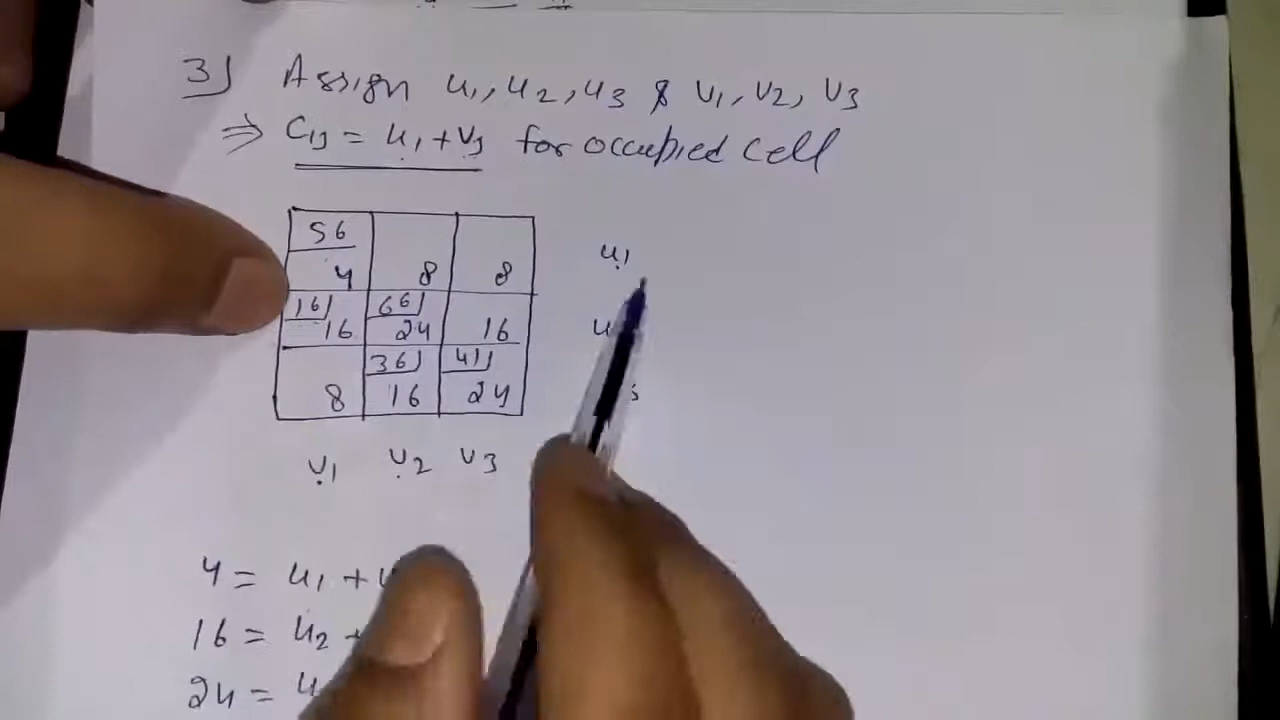 3) Assign u1, u2, u3 & v1, v2, v3
⇒ Cij = ui + vj for occupied cell
56
4 8 8 u1
16 66
16 24 16 u
36 41
8 16 24 3
v1 v2 v3
4 = u1 +
16 = u2 +
24 = u